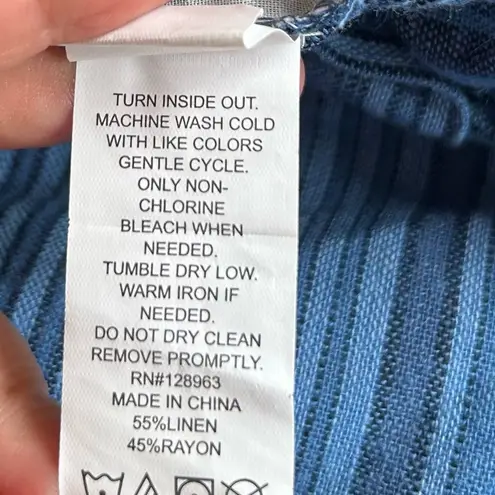 TURN INSIDE OUT.
MACHINE WASH COLD
WITH LIKE COLORS
GENTLE CYCLE.
ONLY NON-
CHLORINE
BLEACH WHEN
NEEDED.
TUMBLE DRY LOW.
WARM IRON IF
NEEDED.
DO NOT DRY CLEAN
REMOVE PROMPTLY.
RN#128963
MADE IN CHINA
55%LINEN
45%RAYON